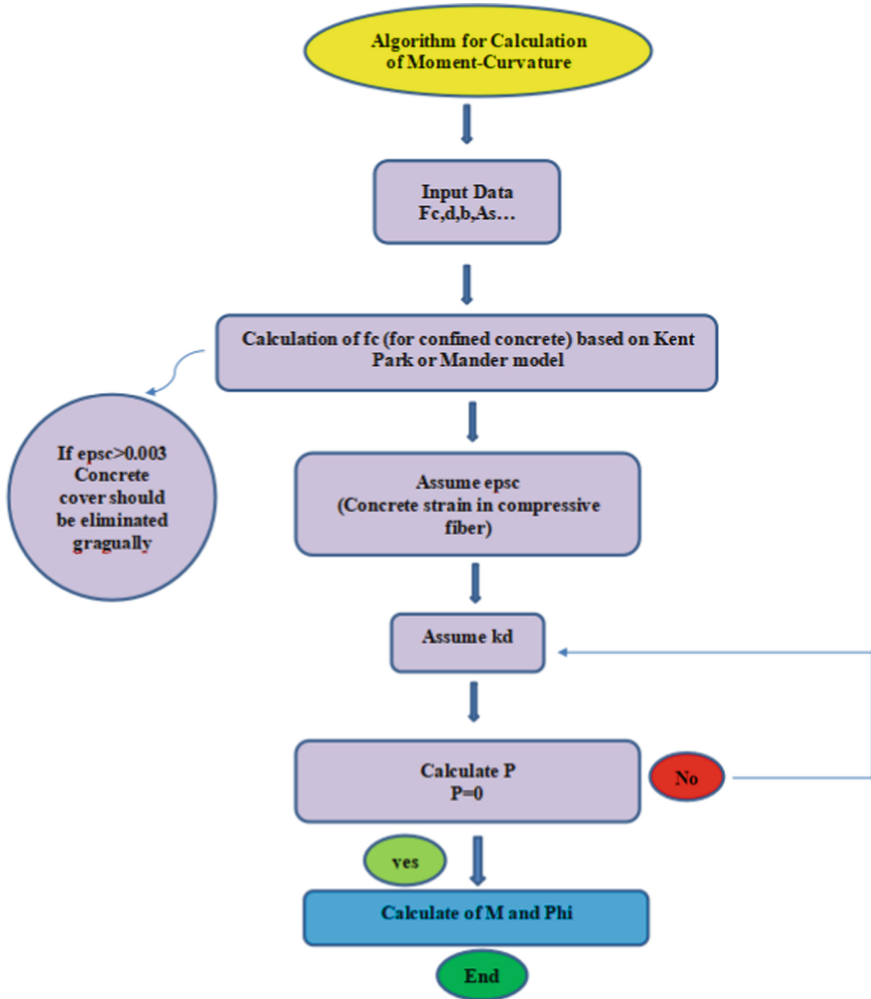 Algorithm for Calculation
of Moment-Curvature
Input Data
Fc,d,b,As...
Calculation of fc (for confined concrete) based on Kent
Park or Mander model
If epsc>0.003
Concrete
cover should
be eliminated
gragually
Assume epsc
(Concrete strain in compressive
fiber)
Assume kd
Calculate P
P=0
No
yes
Calculate of M and Phi
End